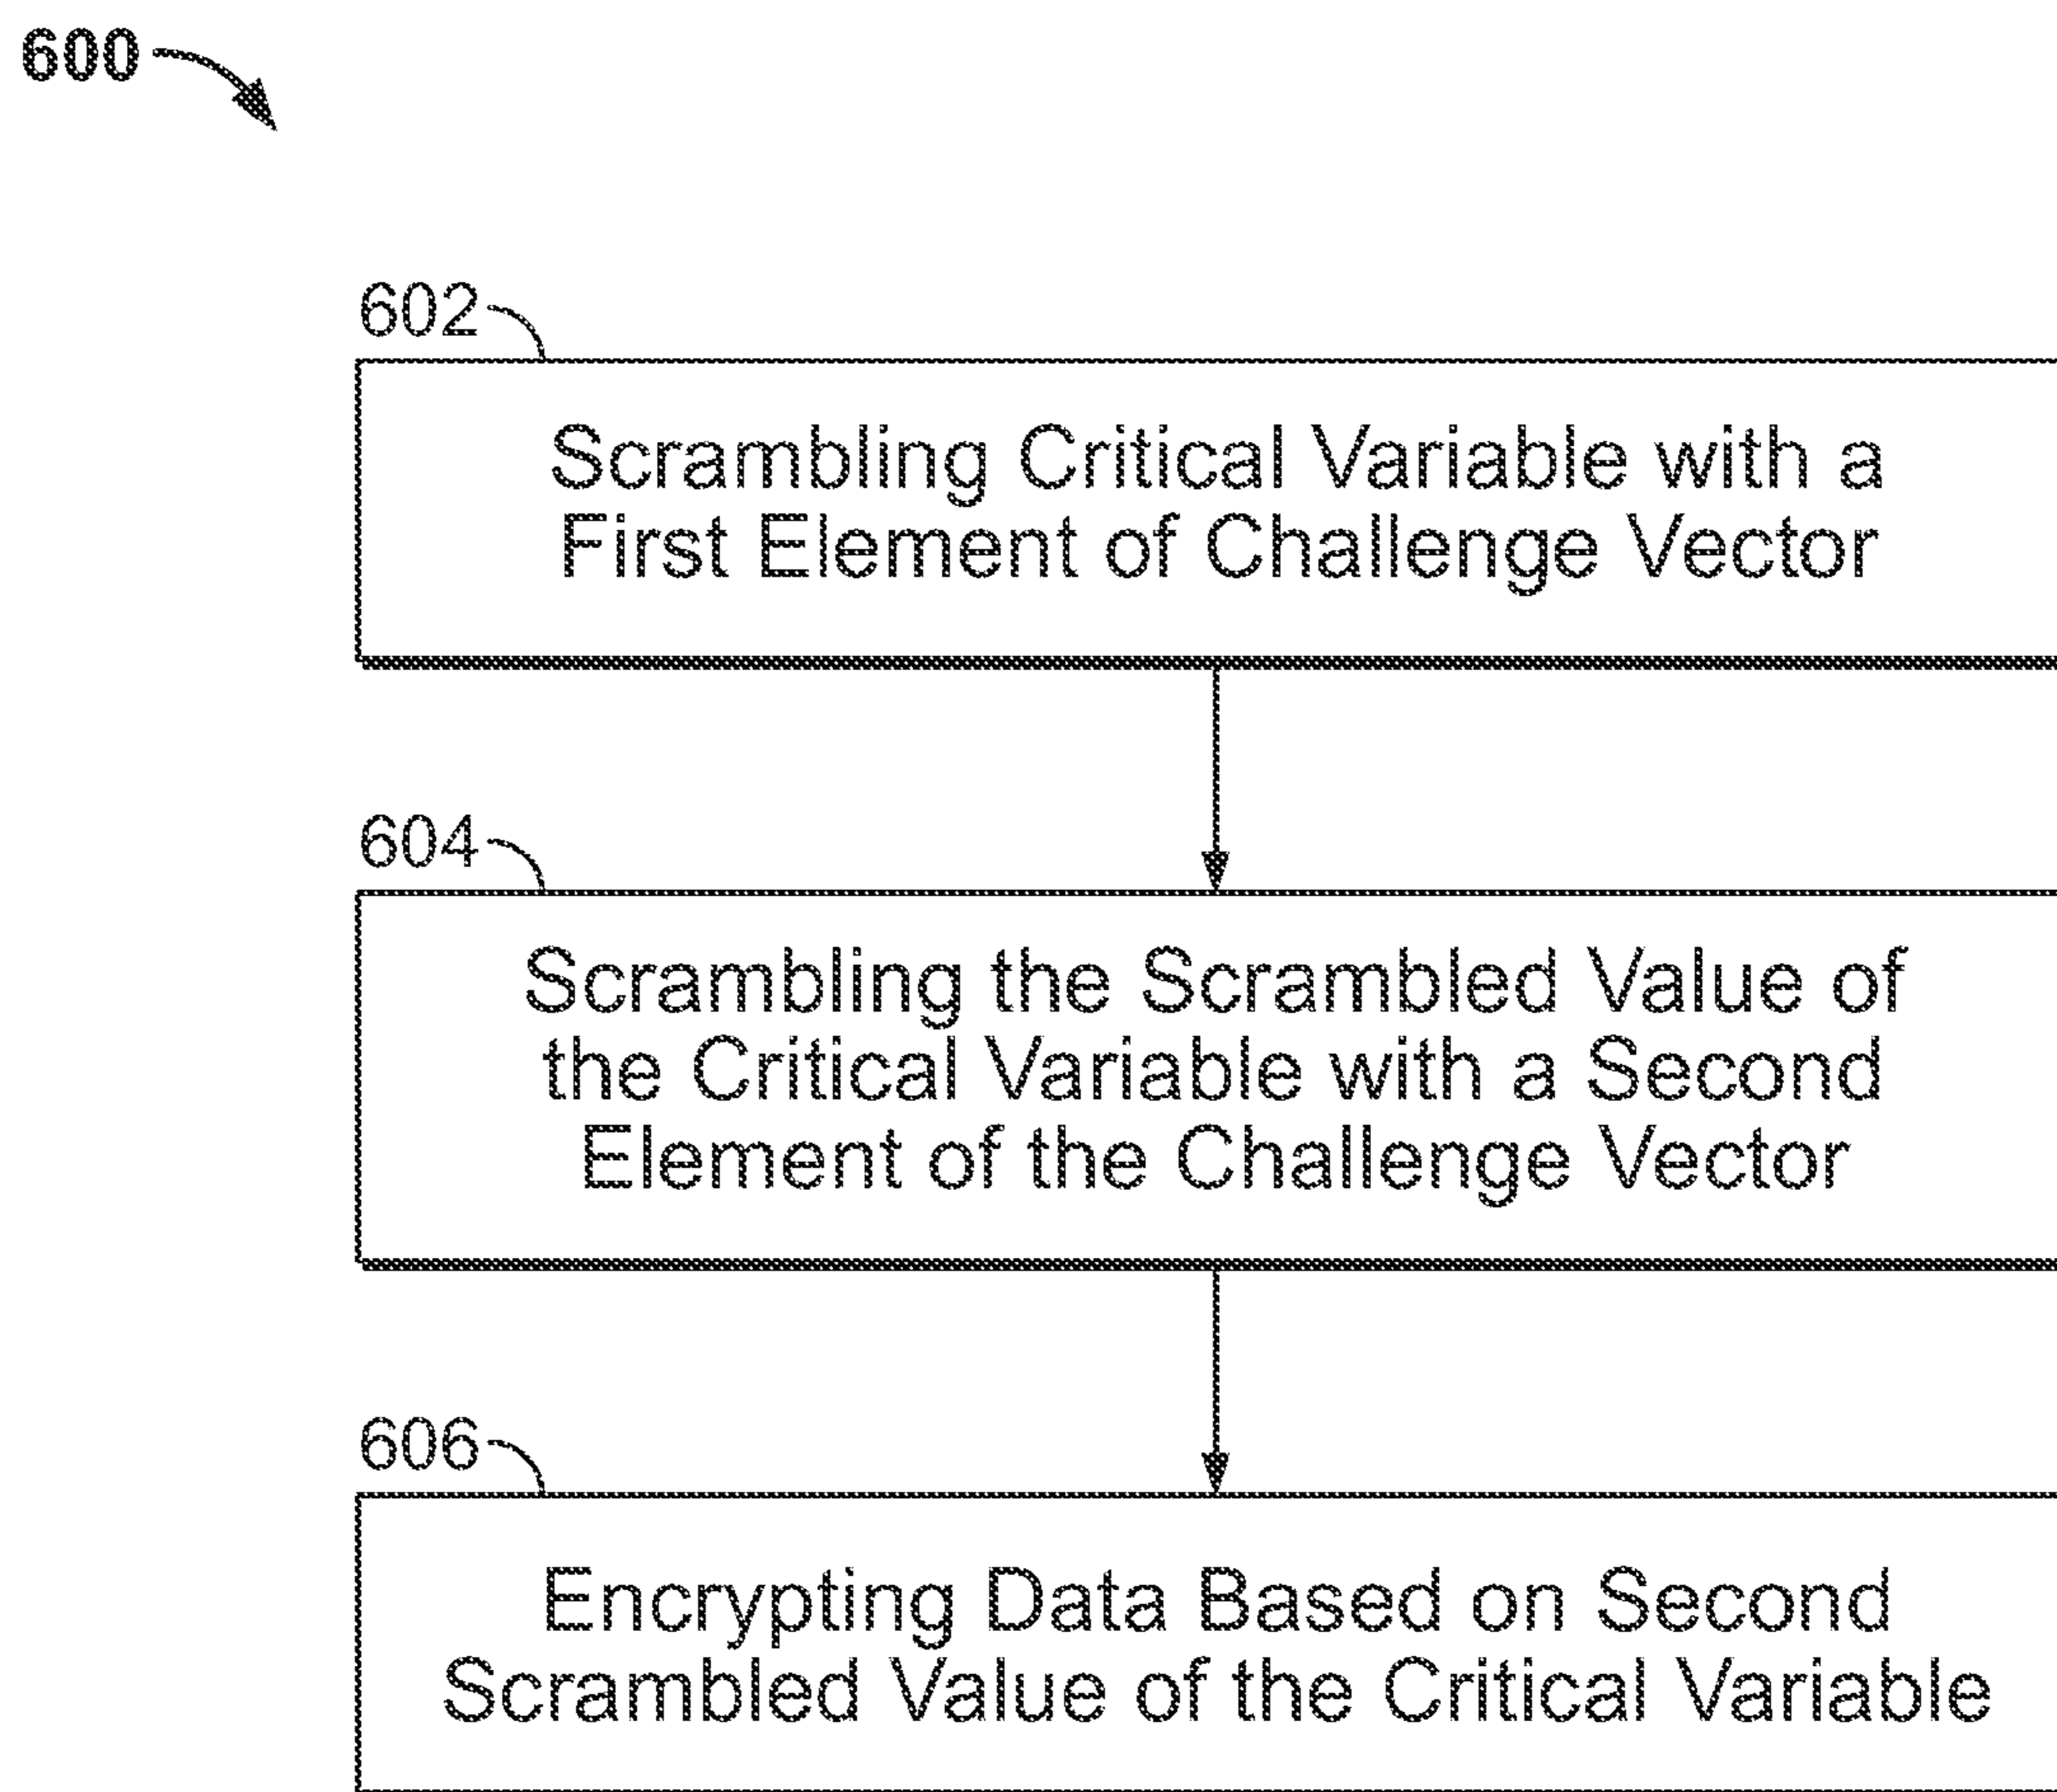 600
602
Scrambling Critical Variable with a
First Element of Challenge Vector
604
Scrambling the Scrambled Value of
the Critical Variable with a Second
Element of the Challenge Vector
606
Encrypting Data Based on Second
Scrambled Value of the Critical Variable